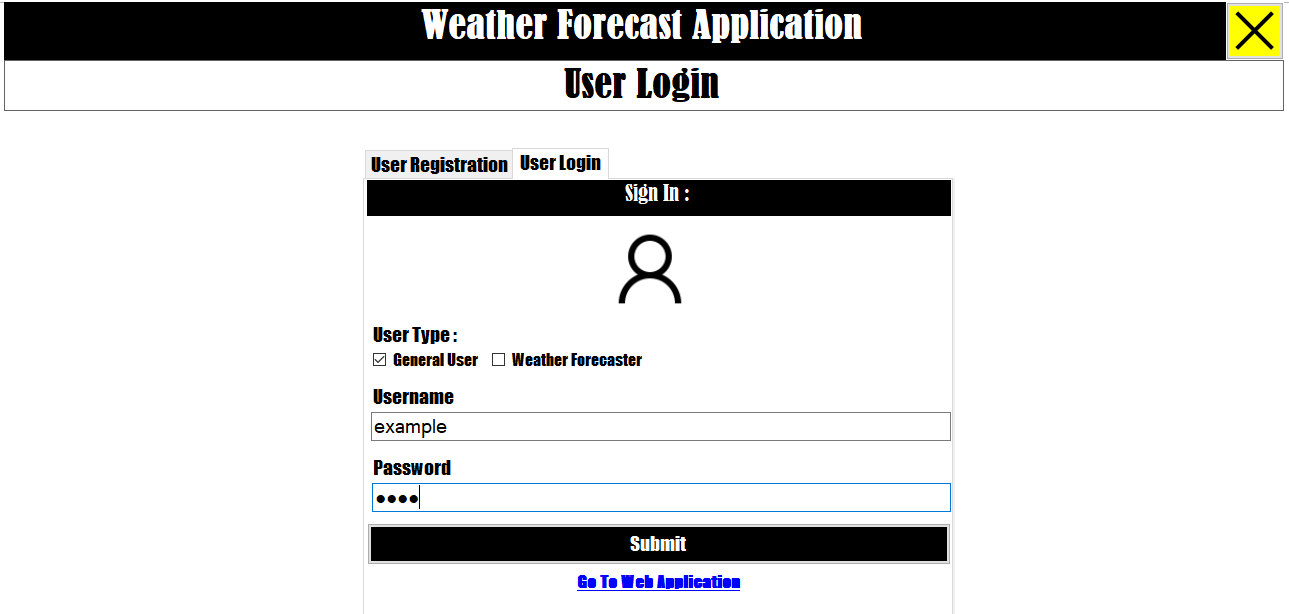 Weather Forecast Application
User Login
User Registration User Login
Sign In :
User Type :
General User Weather Forecaster
Username
example
Password
••••
Submit
Go To Web Application